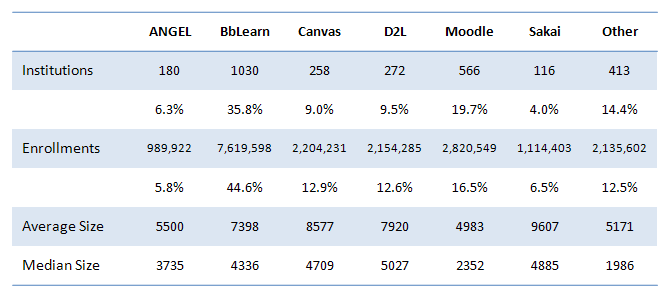 ANGEL BbLearn Canvas D2L Moodle Sakai Other
Institutions 180 1030 258 272 566 116 413
6.3% 35.8% 9.0% 9.5% 19.7% 4.0% 14.4%
Enrollments 989,922 7,619,598 2,204,231 2,154,285 2,820,549 1,114,403 2,135,602
5.8% 44.6% 12.9% 12.6% 16.5% 6.5% 12.5%
Average Size 5500 7398 8577 7920 4983 9607 5171
Median Size 3735 4336 4709 5027 2352 4885 1986